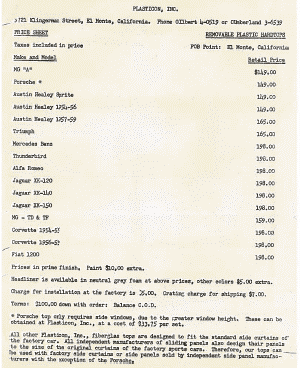 PLASTICON, INC.
3721 Klingerman Street, El Monte, California. Phone Gilbert 4-0519 or CUmberland 3-6539
PRICE SHEET REMOVABLE PLASTIC HARDTOPS
Taxes included in price FOB Point: El Monte, California
Make and Model Retail Price
MG "A" $149.00
Porsche * 149.00
Austin Healey Sprite 149.00
Austin Healey 1254-56 165.00
Austin Healey 1257-59 165.00
Triumph 165.00
Mercedes Benz 198.00
Thunderbird 198.00
Alfa Romeo 198.00
Jaguar XK-120 198.00
Jaguar XK-140 198.00
Jaguar XK-150 198.00
MG - TD & TF 159.00
Corvette 1954-55 198.00
Corvette 1956-57 198.00
Fiat 1200 198.00
Prices in prime finish, Paint $10.00 extra.
Headliner is available in neutral grey foam at above prices, other colors $5.00 extra.
Charge for installation at the factory is $5.00, Crating charge for shipping $7.00.
Terms: $100.00 down with order: Balance C.O.D.
* Porsche top only requires side windows, due to the greater window height. These can be
obtained at Plasticon, Inc., at a cost of $33.75 per set.
All other Plasticon, Inc., fiberglas tops are designed to fit the standard side curtains of
the factory car. All independent manufacturers of sliding panels also design their panels
to the size of the original curtains of the factory sports cars. Therefore, our tops can
be used with factory side curtains or side panels sold by independent side panel manufac-
turers with the exception of the Porsche.